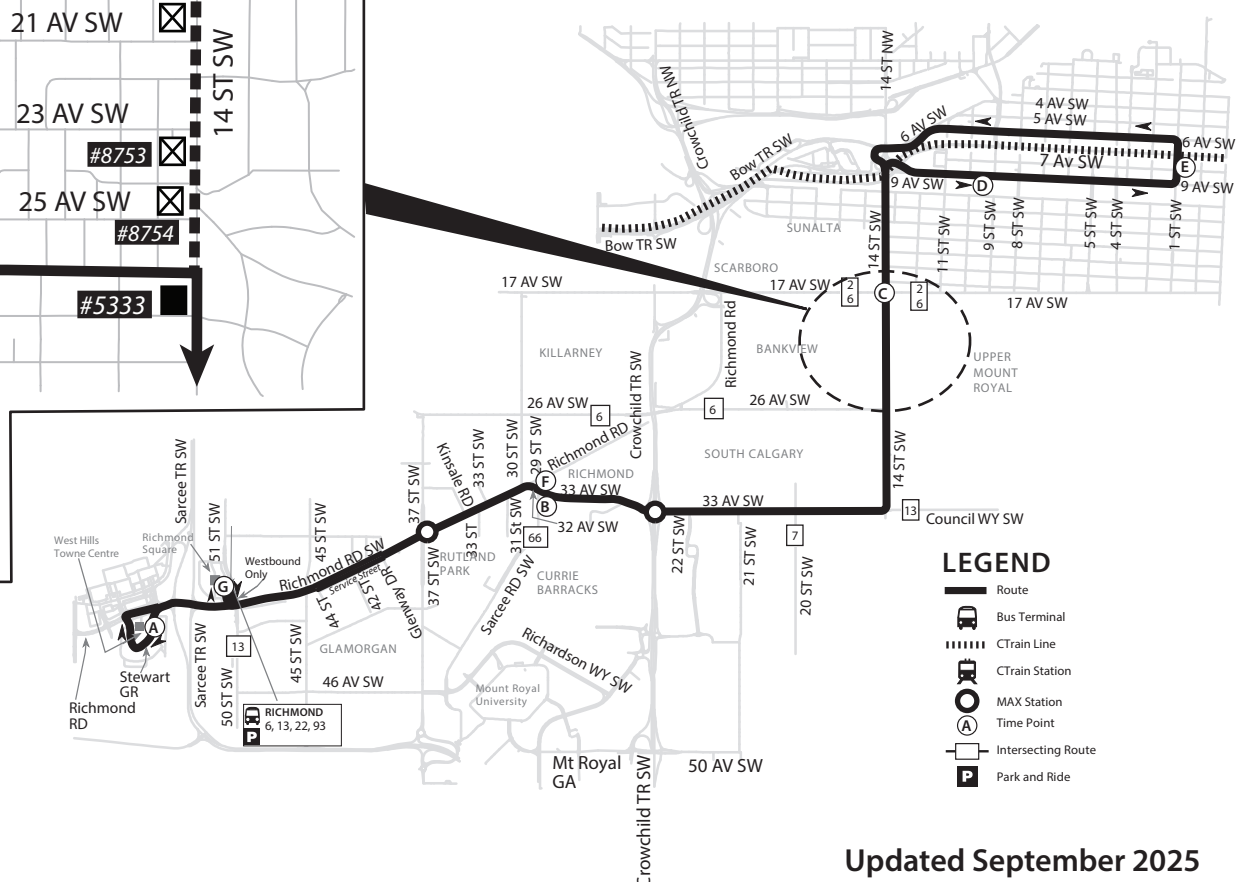 21 AV SW
14 ST SW
23 AV SW
#8753
25 AV SW
#8754
#5333
14 ST NW
Crowchild TR NW
Bow TR SW
Bow TR SW
6 AV SW
4 AV SW
5 AV SW
6 AV SW
7 Av SW
E
9 AV SW
D
9 AV SW
SUNALTA
14 ST SW
11 ST SW
9 ST SW
8 ST SW
5 ST SW
4 ST SW
1 ST SW
SCARBORO
17 AV SW
17 AV SW
2
6
C
2
6
17 AV SW
KILLARNEY
Crowchild TR SW
Richmond Rd
BANKVIEW
UPPER
MOUNT
ROYAL
26 AV SW
6
6
26 AV SW
Sarcee TR SW
37 ST SW
Kinsale RD
33 ST SW
30 ST SW
29 ST SW
Richmond RD
F
RICHMOND
SOUTH CALGARY
14 ST SW
33 AV SW
B
33 AV SW
13
Council WY SW
32 AV SW
West Hills
Towne Centre
Richmond
Square
51 ST SW
Westbound
Only
45 ST SW
Richmond RD SW
Service Street
33 ST
31 St SW
66
22 ST SW
21 ST SW
7
20 ST SW
RUTLAND
PARK
37 ST SW
CURRIE
BARRACKS
Sarcee RD SW
G
44 ST
42 ST
Glenway DR
A
13
Sarcee TR SW
50 ST SW
45 ST SW
GLAMORGAN
46 AV SW
Stewart
GR
Richmond
RD
RICHMOND
6, 13, 22, 93
P
Richardson WY SW
Mount Royal
University
Mt Royal
GA
Crowchild TR SW
50 AV SW
LEGEND
Route
Bus Terminal
CTrain Line
CTrain Station
MAX Station
A
Time Point
Intersecting Route
P
Park and Ride
Updated September 2025